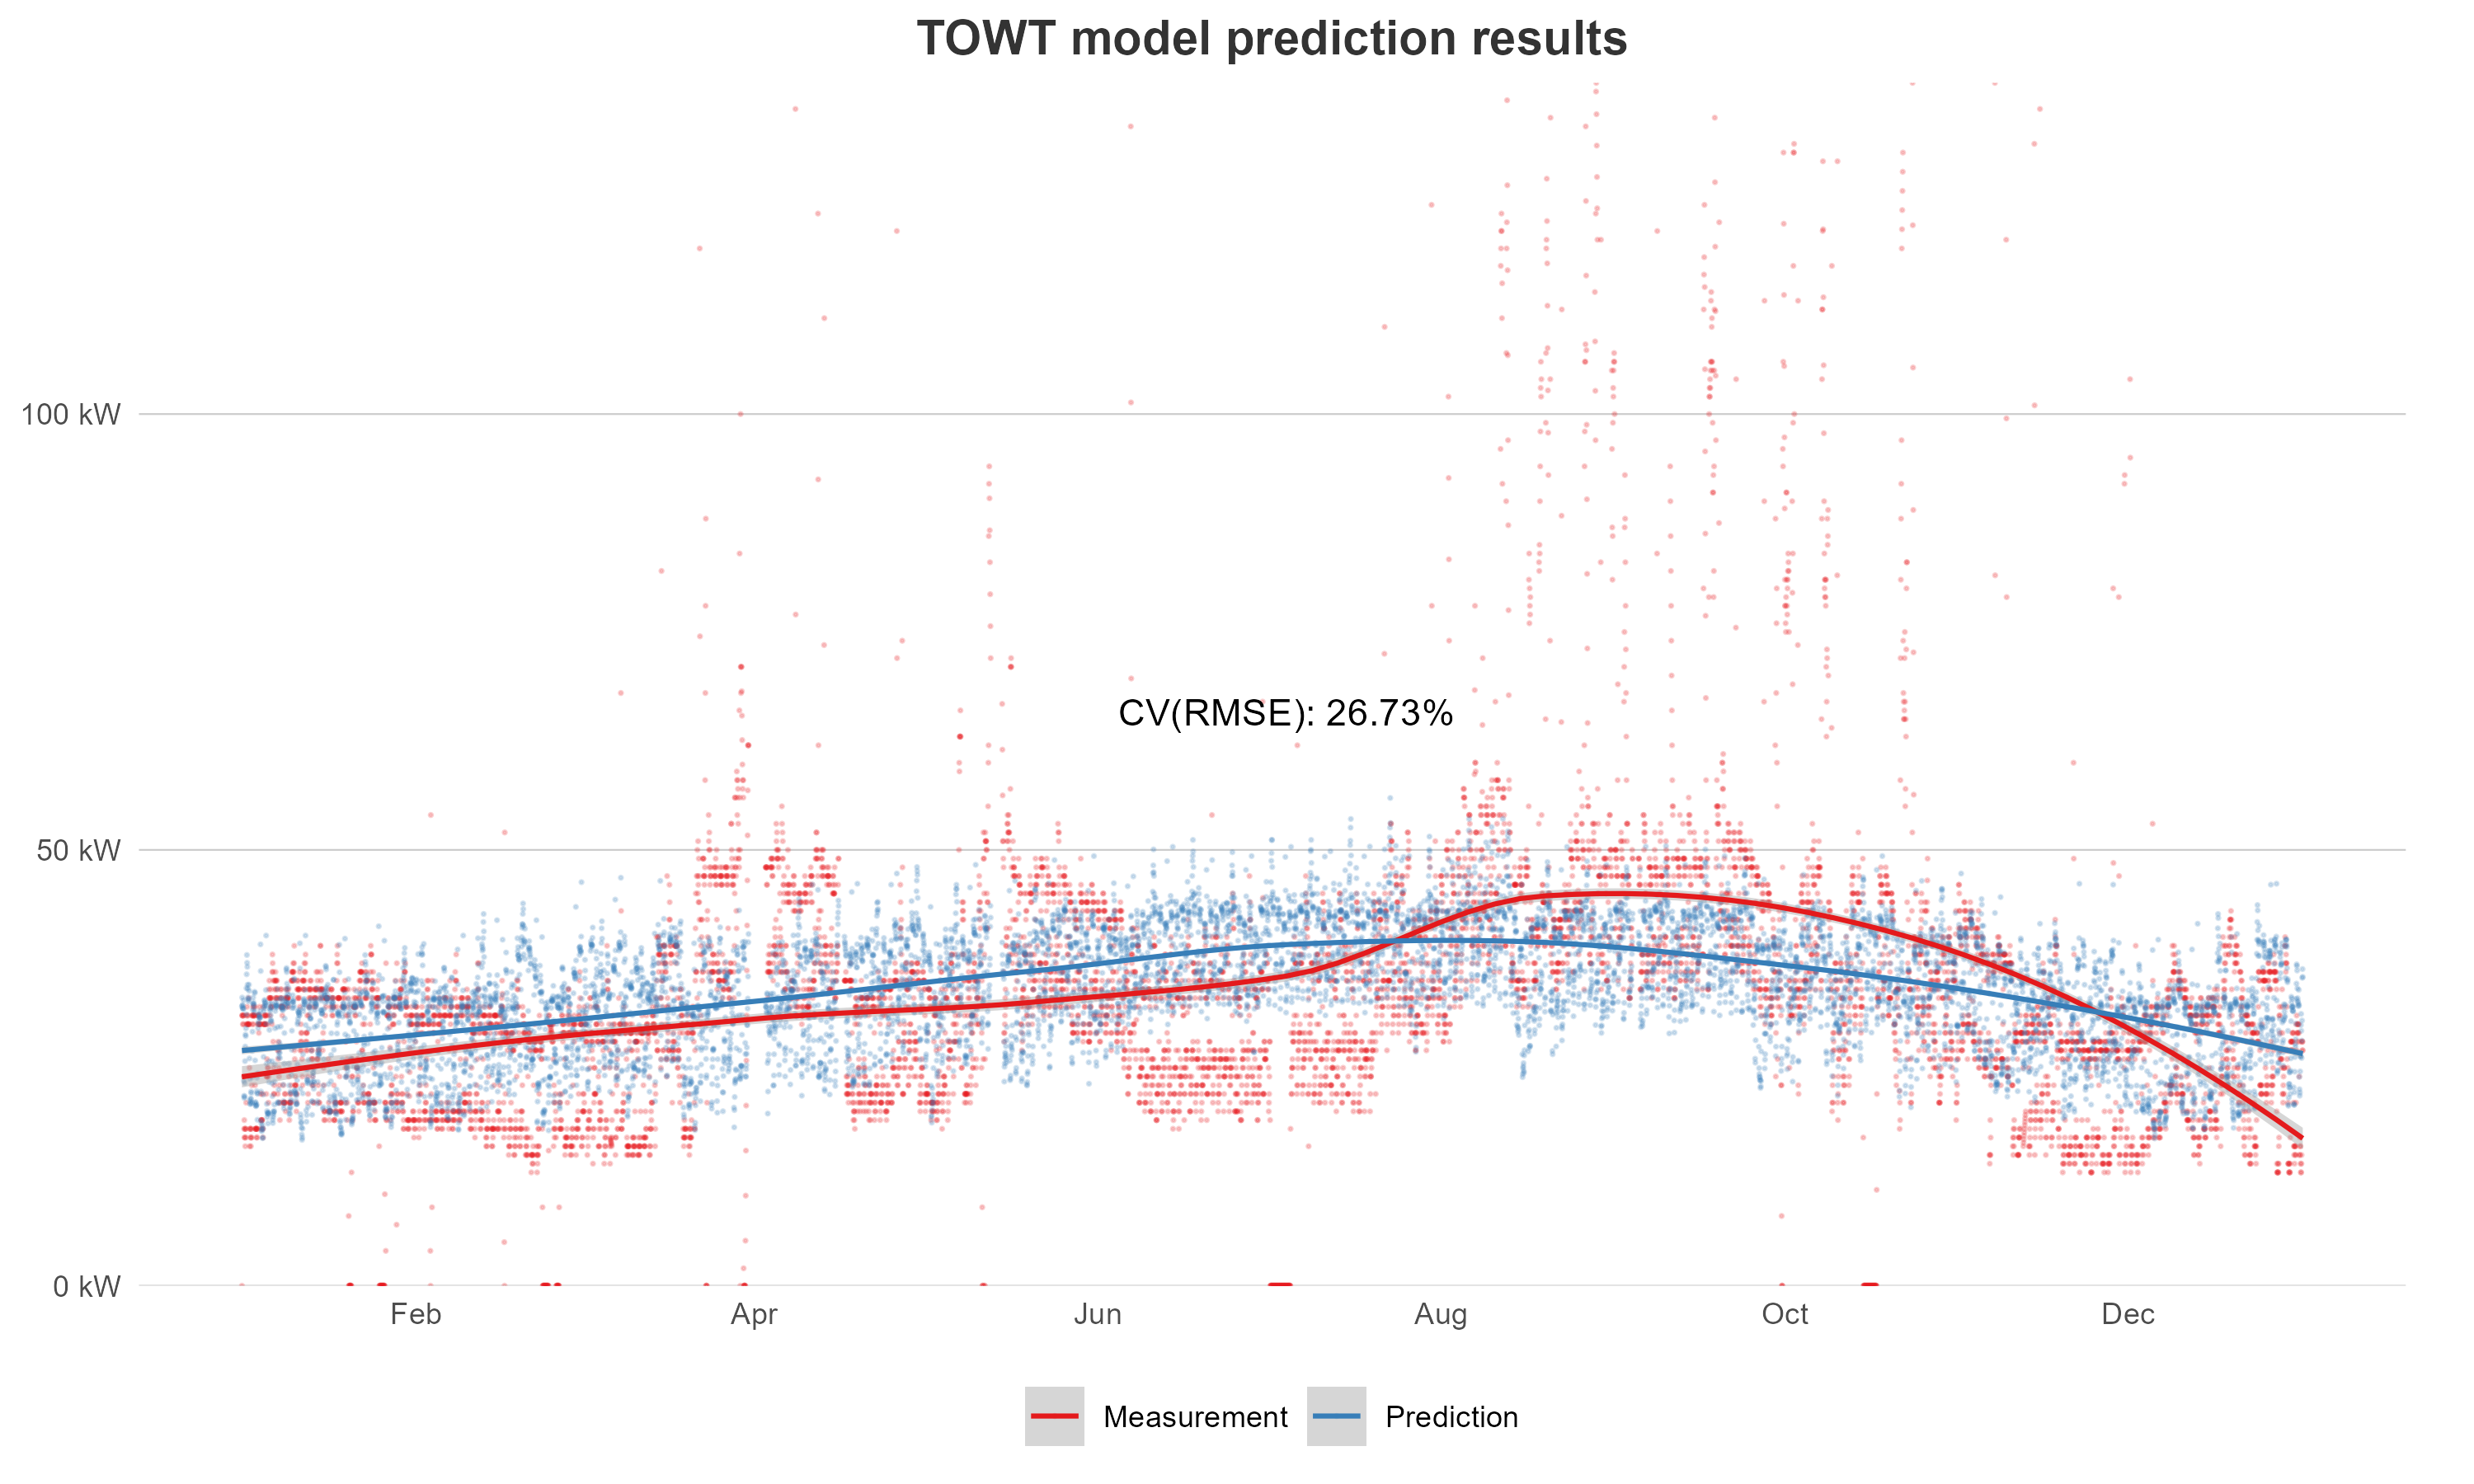 TOWT model prediction results
100 kW
50 kW
0 kW
CV(RMSE): 26.73%
Feb Apr Jun Aug Oct Dec
Measurement Prediction